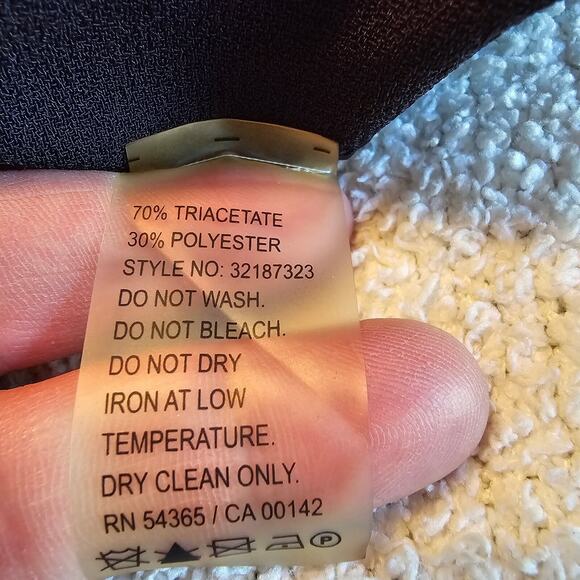 70% TRIACETATE
30% POLYESTER
STYLE NO: 32187323
DO NOT WASH.
DO NOT BLEACH.
DO NOT DRY
IRON AT LOW
TEMPERATURE.
DRY CLEAN ONLY.
RN 54365 / CA 00142
P